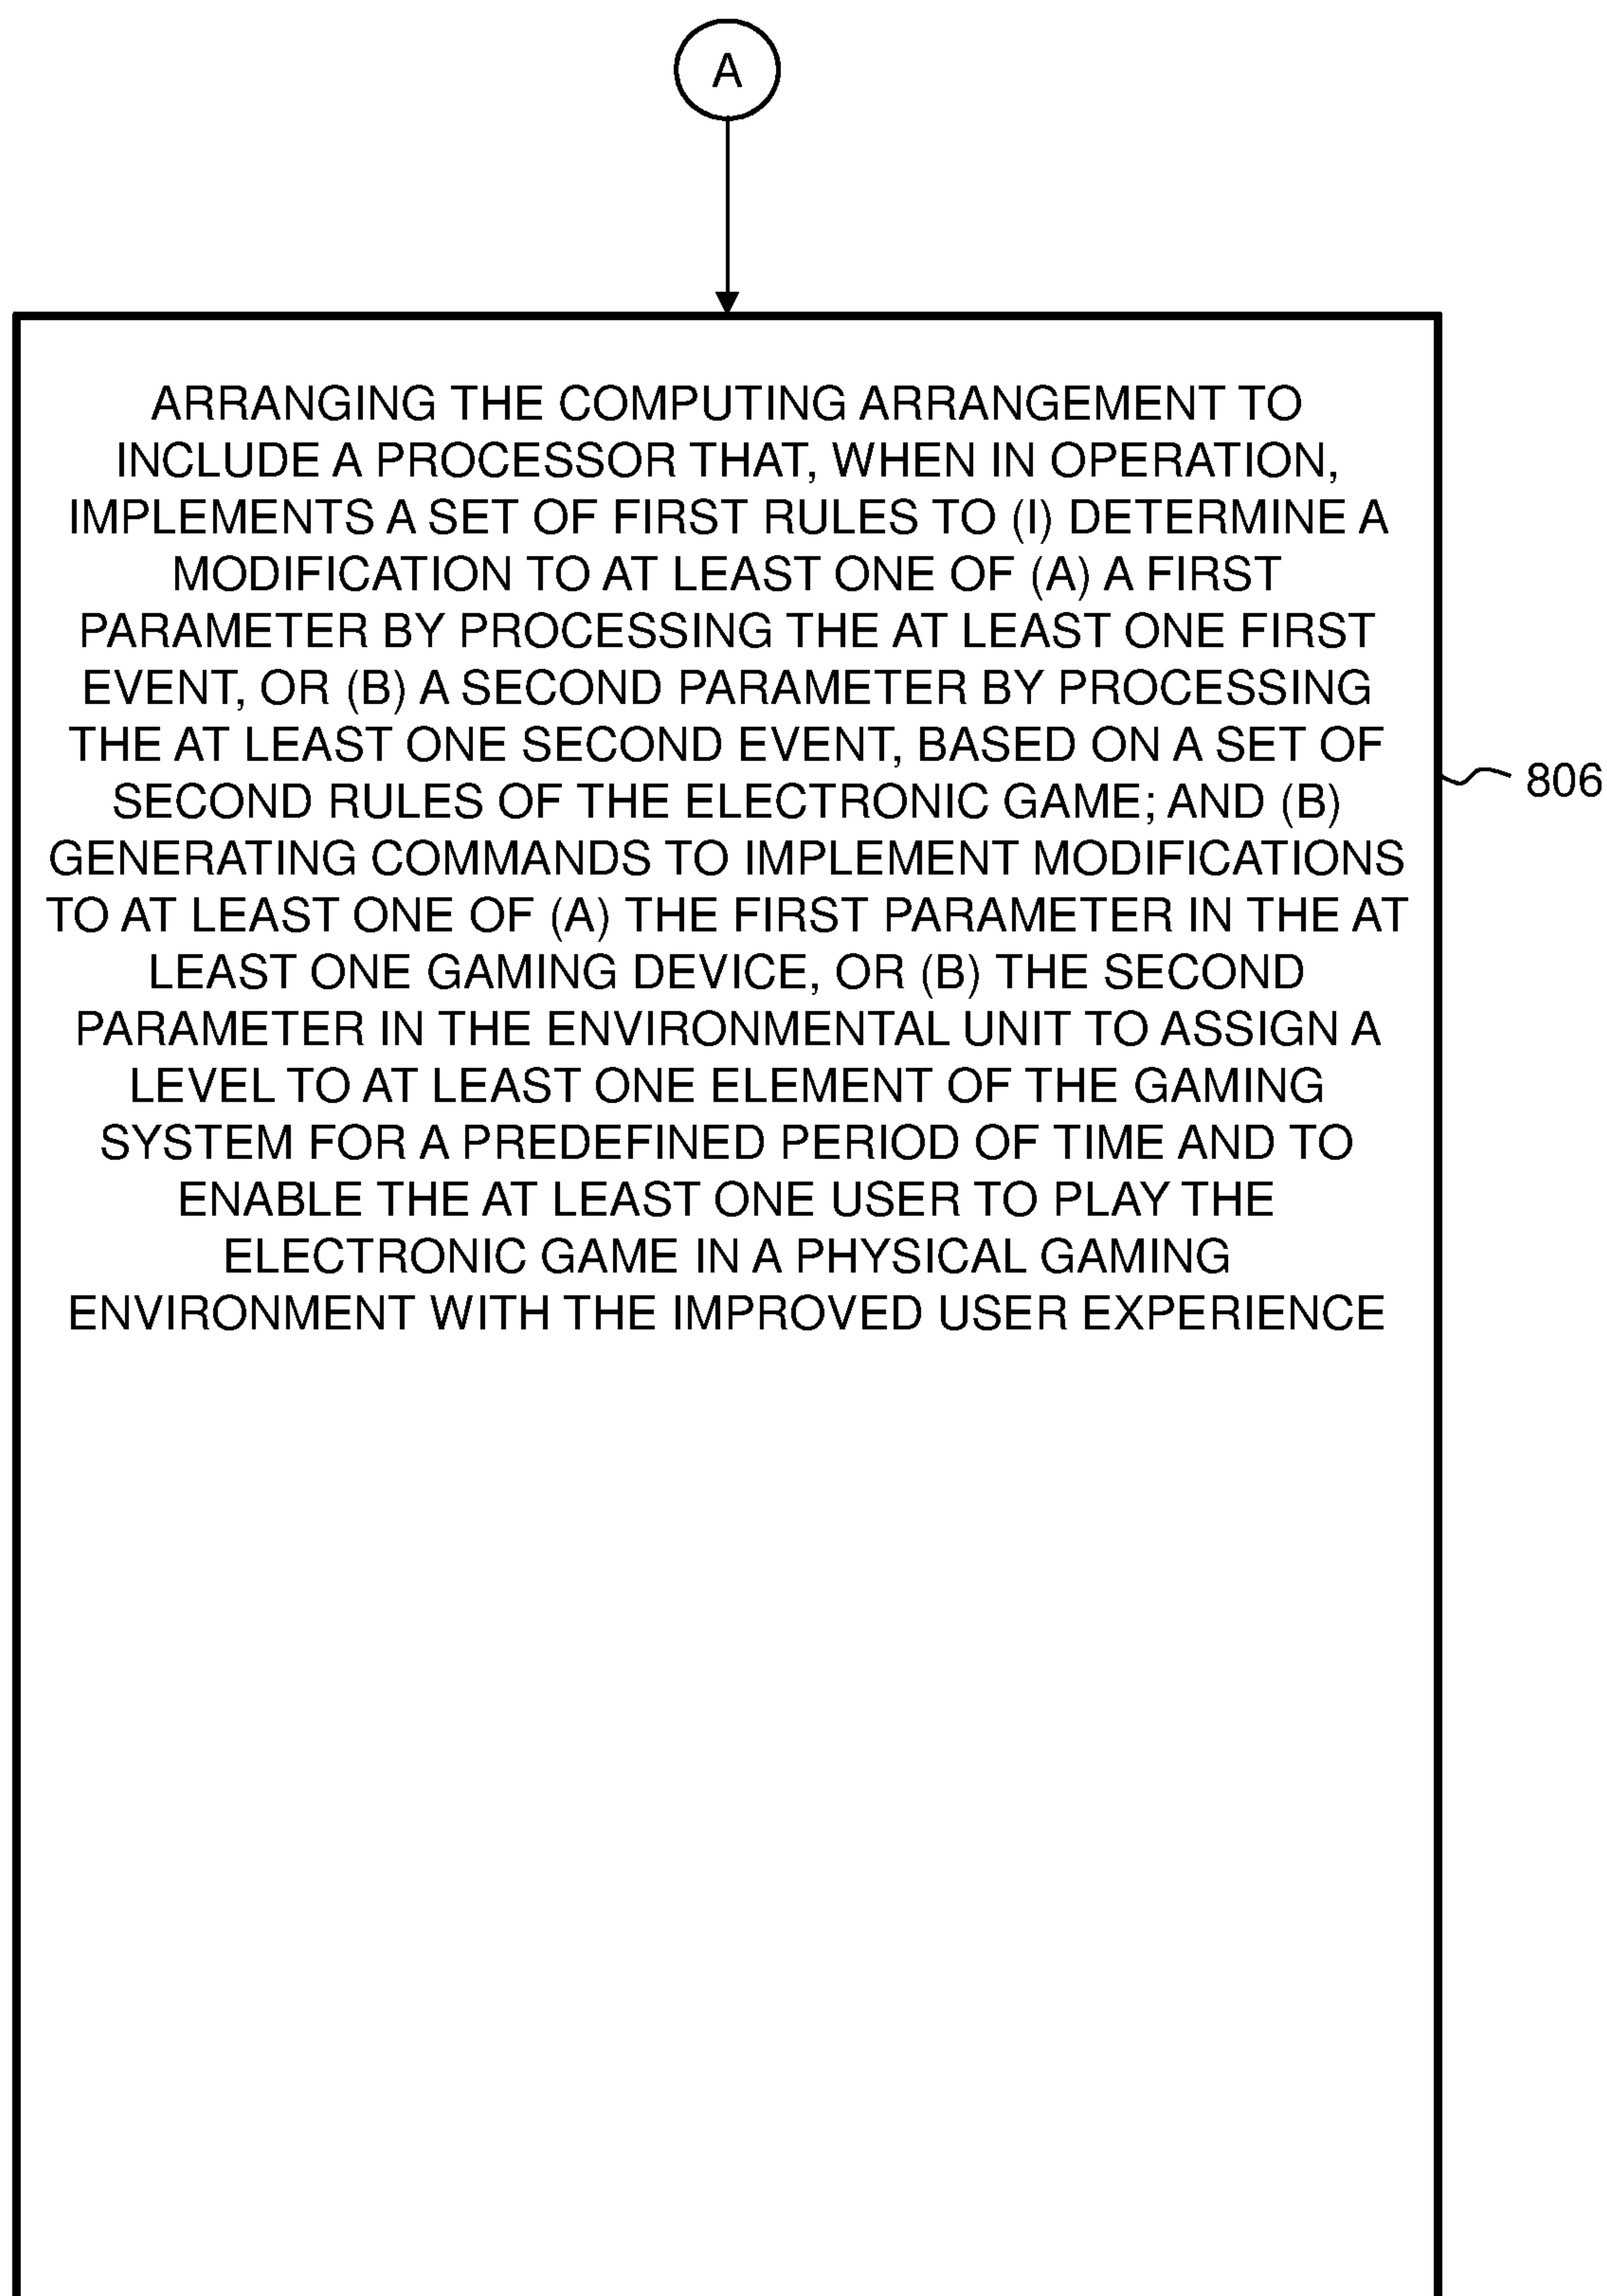 A
ARRANGING THE COMPUTING ARRANGEMENT TO
INCLUDE A PROCESSOR THAT, WHEN IN OPERATION,
IMPLEMENTS A SET OF FIRST RULES TO (I) DETERMINE A
MODIFICATION TO AT LEAST ONE OF (A) A FIRST
PARAMETER BY PROCESSING THE AT LEAST ONE FIRST
EVENT, OR (B) A SECOND PARAMETER BY PROCESSING
THE AT LEAST ONE SECOND EVENT, BASED ON A SET OF
SECOND RULES OF THE ELECTRONIC GAME; AND (B)
GENERATING COMMANDS TO IMPLEMENT MODIFICATIONS
TO AT LEAST ONE OF (A) THE FIRST PARAMETER IN THE AT
LEAST ONE GAMING DEVICE, OR (B) THE SECOND
PARAMETER IN THE ENVIRONMENTAL UNIT TO ASSIGN A
LEVEL TO AT LEAST ONE ELEMENT OF THE GAMING
SYSTEM FOR A PREDEFINED PERIOD OF TIME AND TO
ENABLE THE AT LEAST ONE USER TO PLAY THE
ELECTRONIC GAME IN A PHYSICAL GAMING
ENVIRONMENT WITH THE IMPROVED USER EXPERIENCE
806